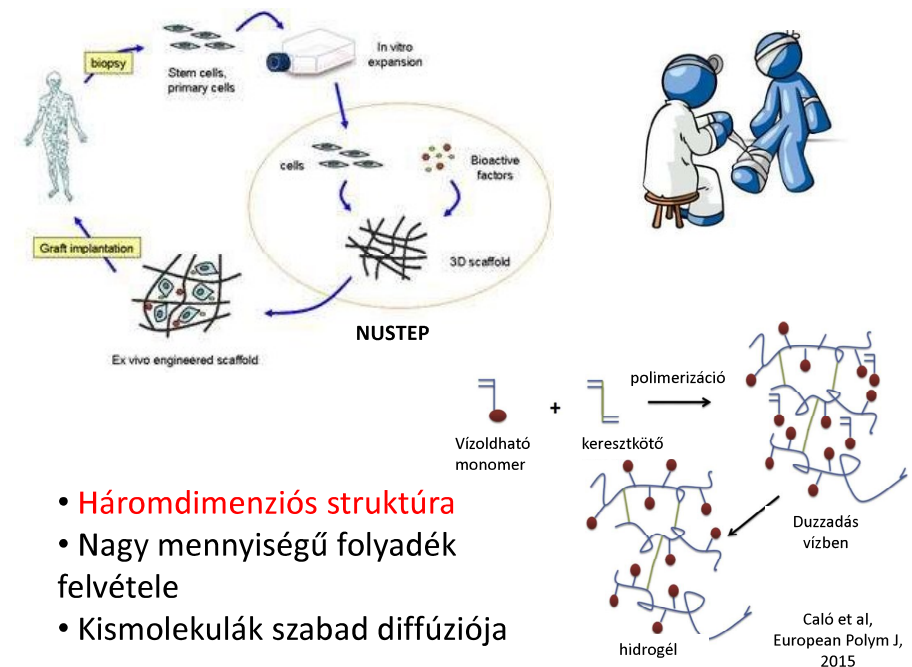 biopsy
Stem cells,
primary cells
In vitro
expansion
cells
Bioactive
factors
3D scaffold
Graft implantation
Ex vivo engineered scaffold
NUSTEP
polimerizáció
+
Vízoldható
monomer
keresztkötő
Duzzadás
vízben
hidrogél
• Háromdimenziós struktúra
• Nagy mennyiségű folyadék
felvétele
• Kismolekulák szabad diffúziója
Caló et al,
European Polym J,
2015